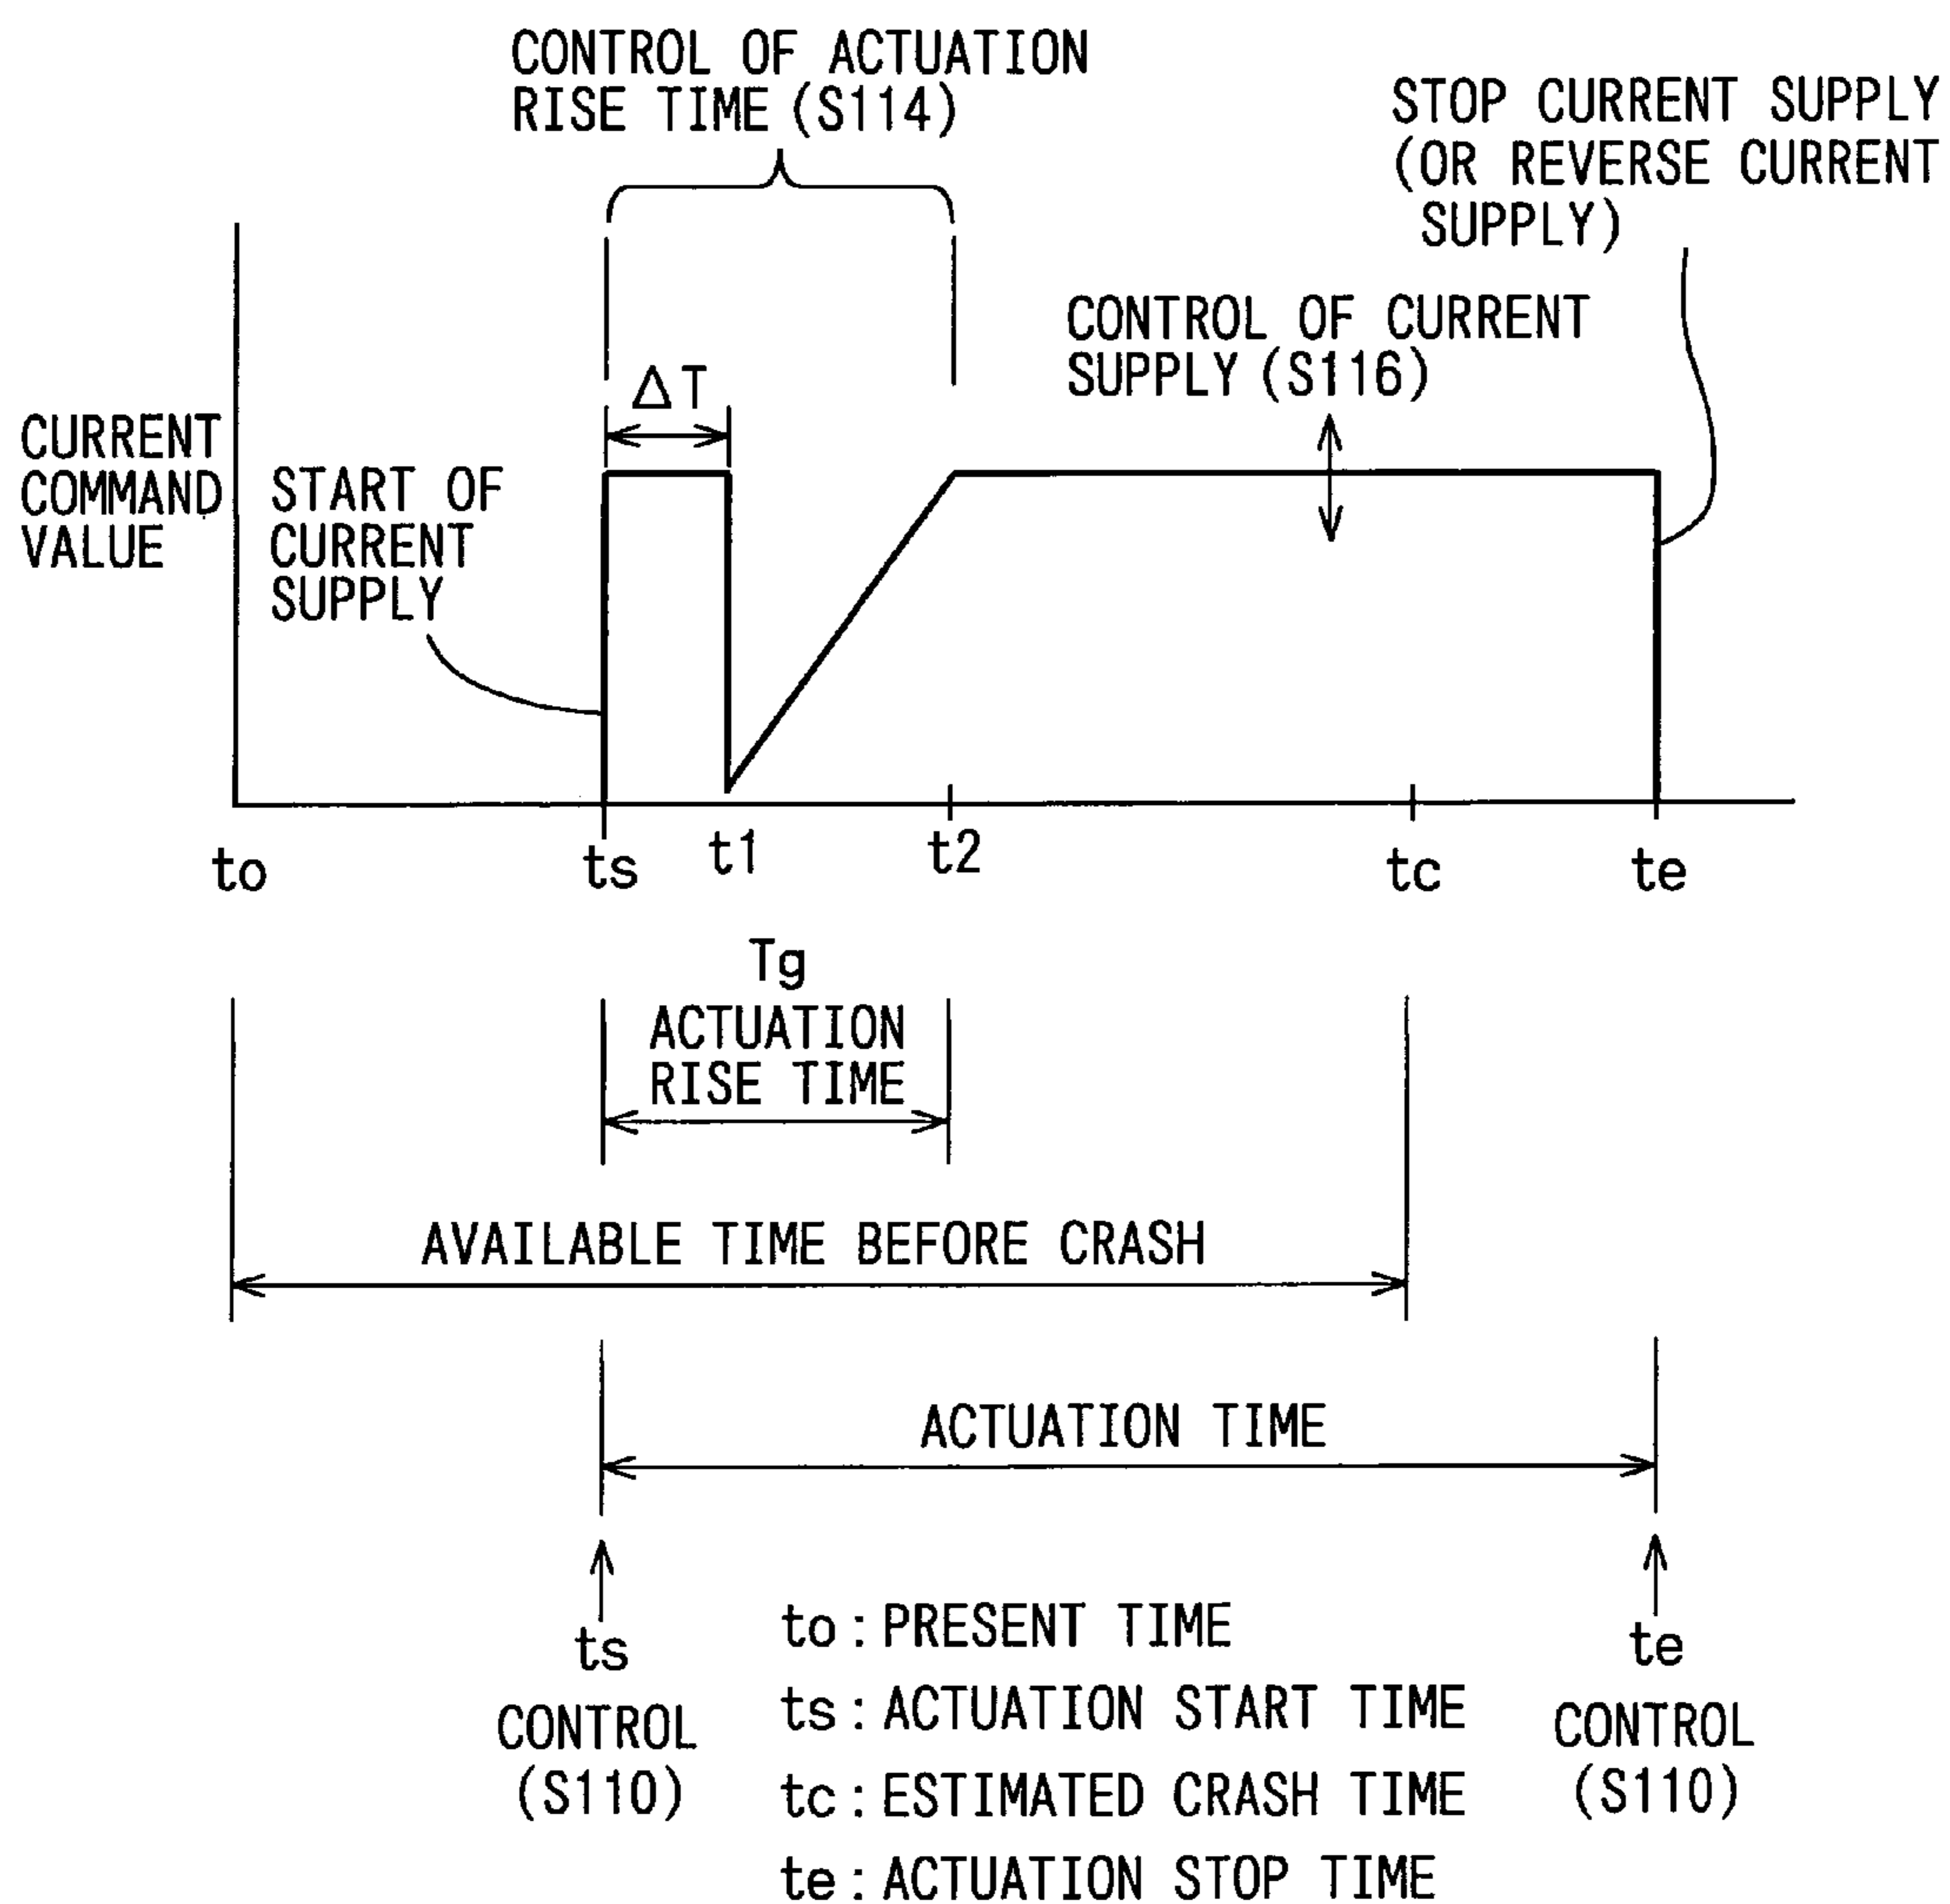 CONTROL OF ACTUATION
RISE TIME (S114)
STOP CURRENT SUPPLY
(OR REVERSE CURRENT
SUPPLY)
CONTROL OF CURRENT
SUPPLY (S116)
ΔT
CURRENT
COMMAND
VALUE
START OF
CURRENT
SUPPLY
to
ts
t1
t2
tc
te
Tg
ACTUATION
RISE TIME
AVAILABLE TIME BEFORE CRASH
ACTUATION TIME
ts
CONTROL
(S110)
te
CONTROL
(S110)
to : PRESENT TIME
ts : ACTUATION START TIME
tc : ESTIMATED CRASH TIME
te : ACTUATION STOP TIME